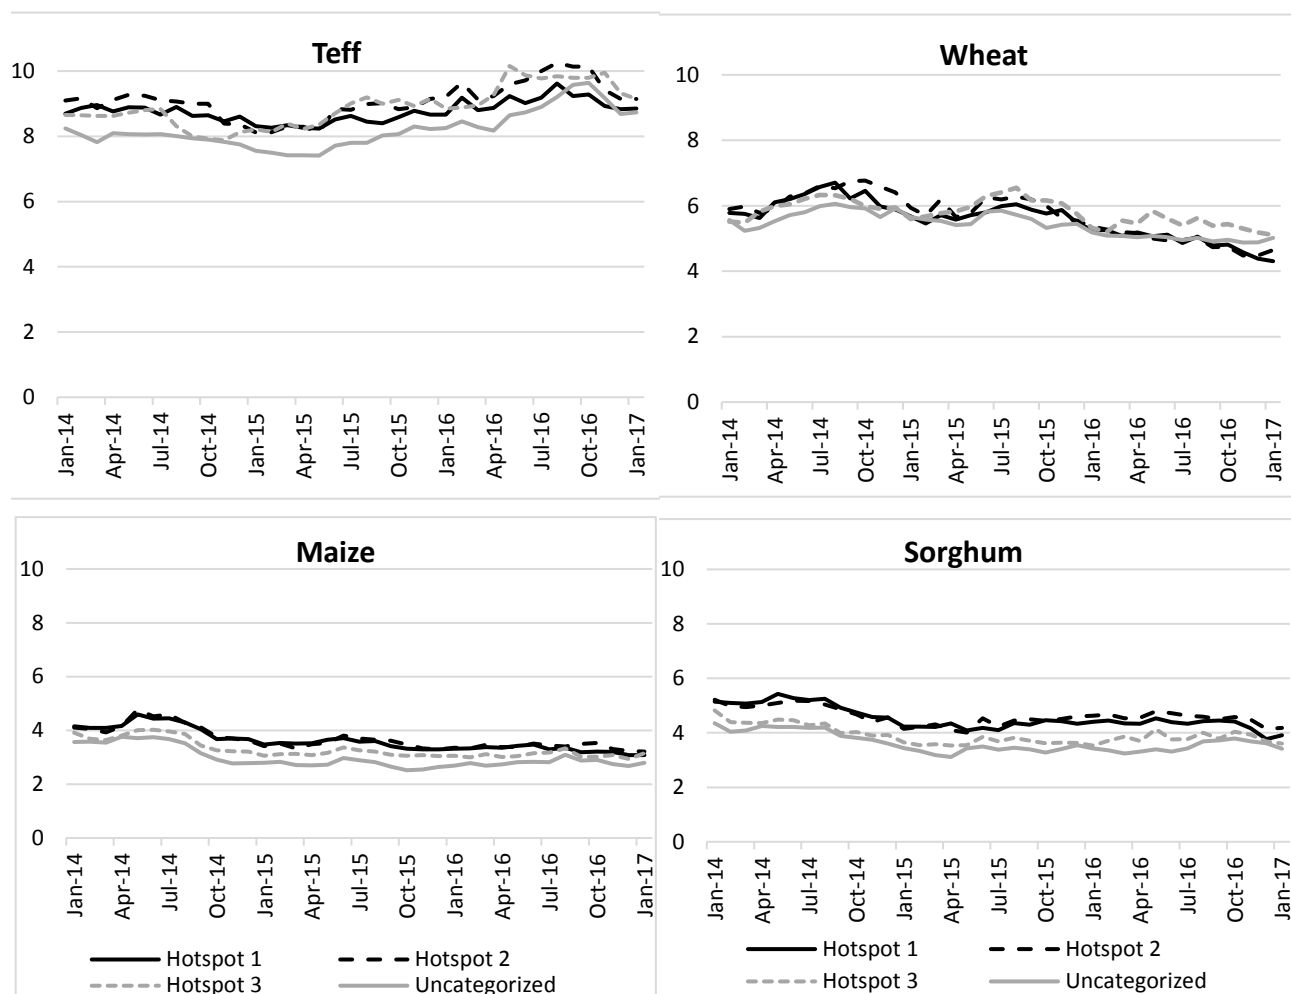 Teff
10
8
6
4
2
0
Jan-14
Apr-14
Jul-14
Oct-14
Jan-15
Apr-15
Jul-15
Oct-15
Jan-16
Apr-16
Jul-16
Oct-16
Jan-17
Wheat
10
8
6
4
2
0
Jan-14
Apr-14
Jul-14
Oct-14
Jan-15
Apr-15
Jul-15
Oct-15
Jan-16
Apr-16
Jul-16
Oct-16
Jan-17
Maize
10
8
6
4
2
0
Jan-14
Apr-14
Jul-14
Oct-14
Jan-15
Apr-15
Jul-15
Oct-15
Jan-16
Apr-16
Jul-16
Oct-16
Jan-17
Hotspot 1 Hotspot 2
Hotspot 3 Uncategorized
Sorghum
10
8
6
4
2
0
Jan-14
Apr-14
Jul-14
Oct-14
Jan-15
Apr-15
Jul-15
Oct-15
Jan-16
Apr-16
Jul-16
Oct-16
Jan-17
Hotspot 1 Hotspot 2
Hotspot 3 Uncategorized